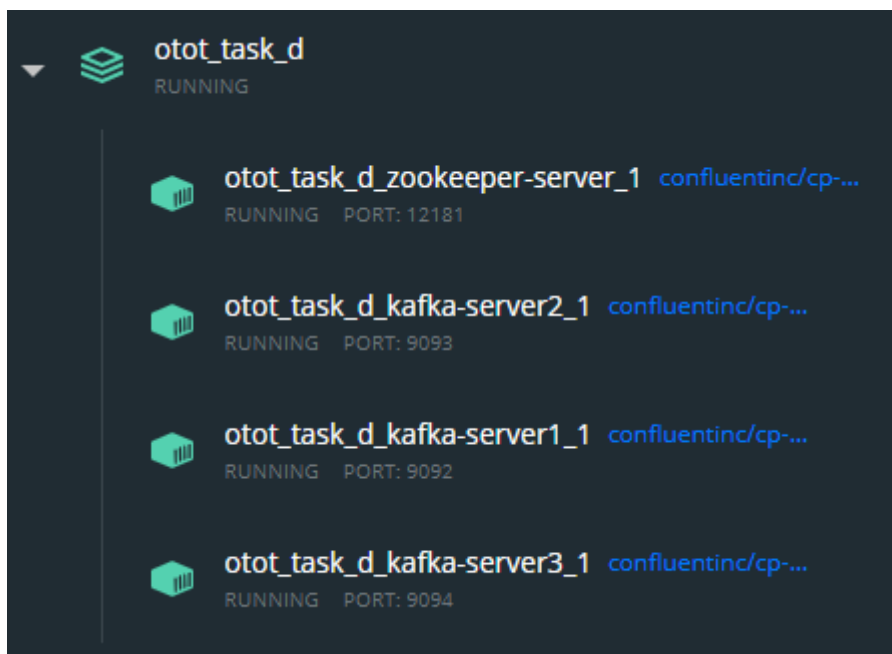 otot_task_d
RUNNING
otot_task_d_zookeeper-server_1 confluentinc/cp-...
RUNNING PORT: 12181
otot_task_d_kafka-server2_1 confluentinc/cp-...
RUNNING PORT: 9093
otot_task_d_kafka-server1_1 confluentinc/cp-...
RUNNING PORT: 9092
otot_task_d_kafka-server3_1 confluentinc/cp-...
RUNNING PORT: 9094